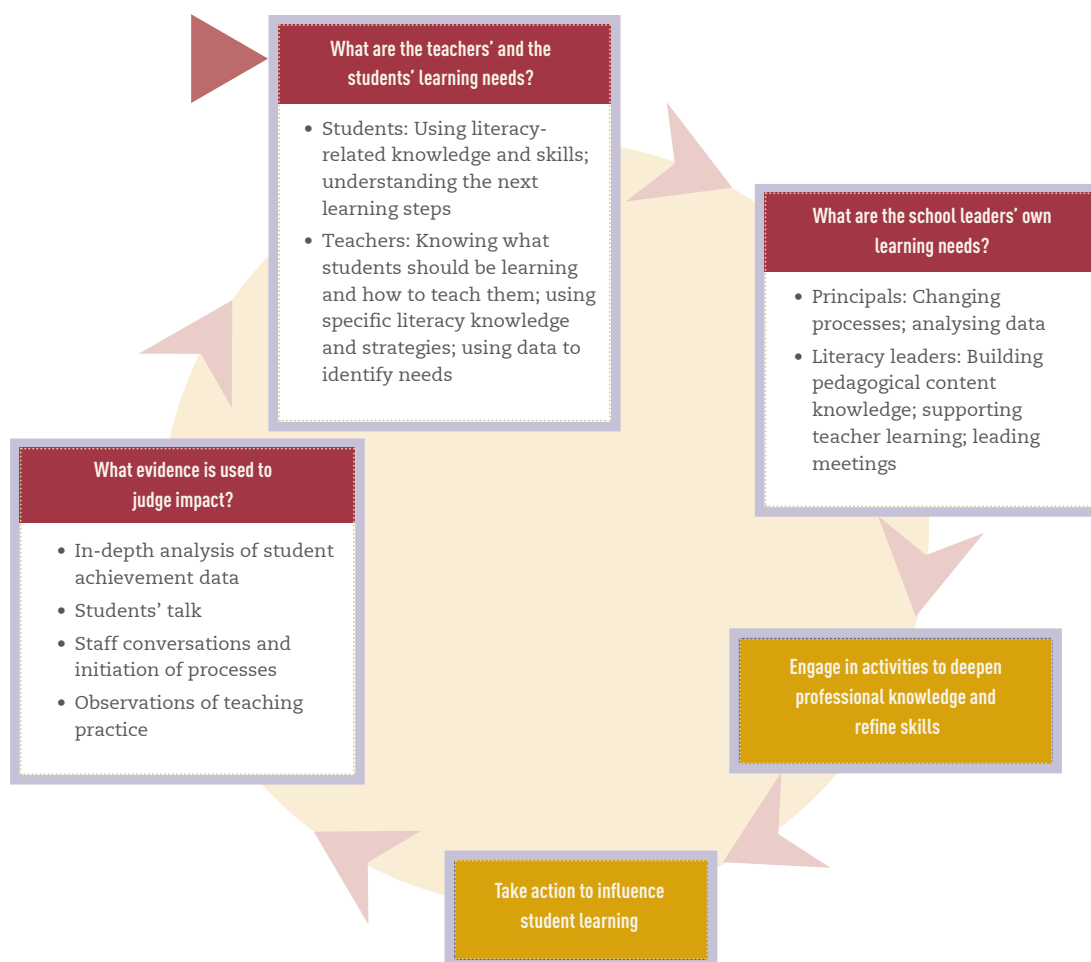 What are the teachers’ and the
students’ learning needs?
• Students: Using literacy-
related knowledge and skills;
understanding the next
learning steps
• Teachers: Knowing what
students should be learning
and how to teach them; using
specific literacy knowledge
and strategies; using data to
identify needs
What are the school leaders’ own
learning needs?
• Principals: Changing
processes; analysing data
• Literacy leaders: Building
pedagogical content
knowledge; supporting
teacher learning; leading
meetings
Engage in activities to deepen
professional knowledge and
refine skills
Take action to influence
student learning
What evidence is used to
judge impact?
• In-depth analysis of student
achievement data
• Students’ talk
• Staff conversations and
initiation of processes
• Observations of teaching
practice